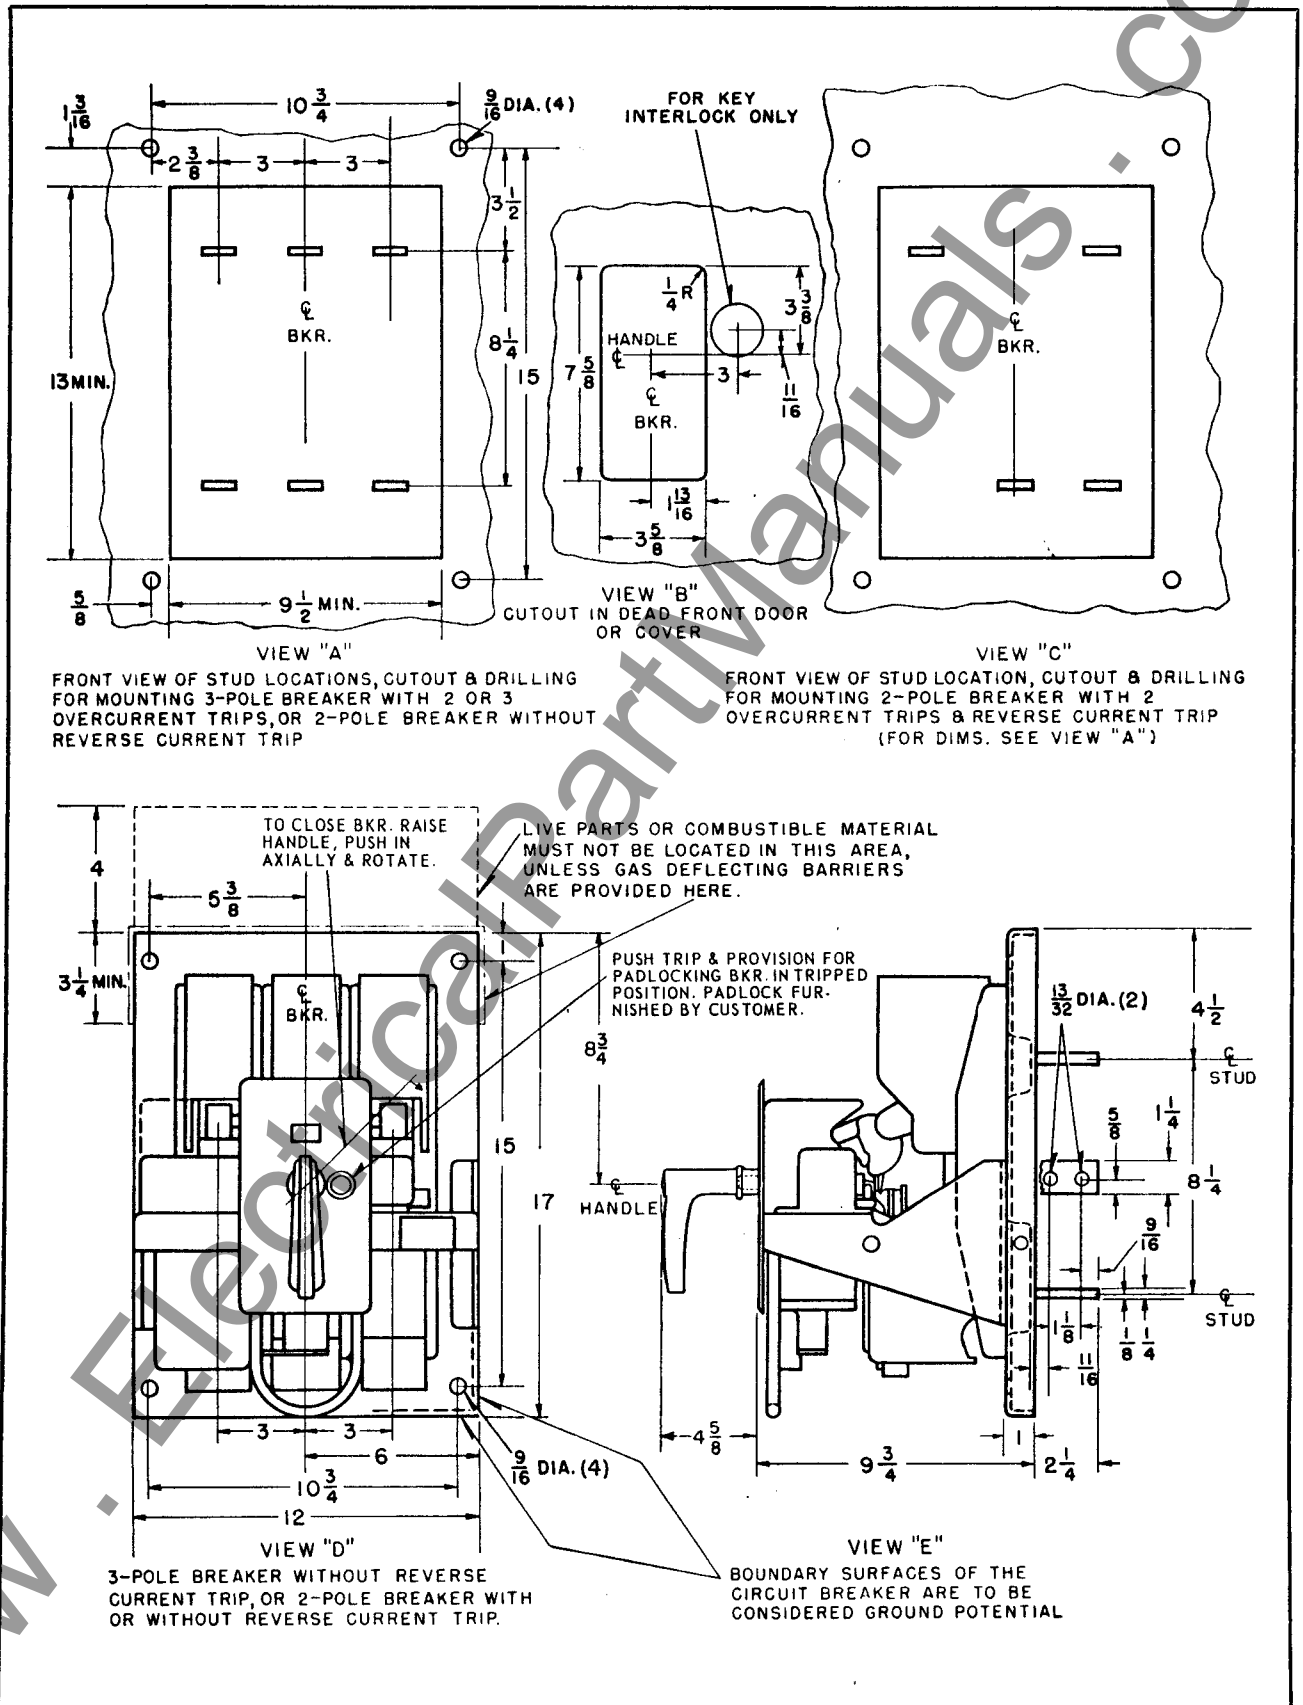 10 3/4
9/16 DIA. (4)
1 3/16
2 3/8
3
3
3 1/2
℄
BKR.
8 1/4
15
13 MIN.
5/8
9 1/2 MIN.
VIEW "A"
FRONT VIEW OF STUD LOCATIONS, CUTOUT & DRILLING
FOR MOUNTING 3-POLE BREAKER WITH 2 OR 3
OVERCURRENT TRIPS, OR 2-POLE BREAKER WITHOUT
REVERSE CURRENT TRIP
FOR KEY
INTERLOCK ONLY
1/4 R
3 3/8
HANDLE
℄
7 5/8
3
11/16
℄
BKR.
1 13/16
3 5/8
VIEW "B"
CUTOUT IN DEAD FRONT DOOR
OR COVER
℄
BKR.
VIEW "C"
FRONT VIEW OF STUD LOCATION, CUTOUT & DRILLING
FOR MOUNTING 2-POLE BREAKER WITH 2
OVERCURRENT TRIPS & REVERSE CURRENT TRIP
(FOR DIMS. SEE VIEW "A")
TO CLOSE BKR. RAISE
HANDLE, PUSH IN
AXIALLY & ROTATE.
LIVE PARTS OR COMBUSTIBLE MATERIAL
MUST NOT BE LOCATED IN THIS AREA,
UNLESS GAS DEFLECTING BARRIERS
ARE PROVIDED HERE.
4
5 3/8
3 1/4 MIN.
℄
BKR.
PUSH TRIP & PROVISION FOR
PADLOCKING BKR. IN TRIPPED
POSITION. PADLOCK FUR-
NISHED BY CUSTOMER.
8 3/4
15
17
℄
HANDLE
3
3
6
9/16 DIA. (4)
10 3/4
12
VIEW "D"
3-POLE BREAKER WITHOUT REVERSE
CURRENT TRIP, OR 2-POLE BREAKER WITH
OR WITHOUT REVERSE CURRENT TRIP.
13/32 DIA. (2)
4 1/2
℄
STUD
5/8
1 1/4
8 1/4
9/16
℄
STUD
1 1/8
1/8
1/4
11/16
4 5/8
9 3/4
1
2 1/4
VIEW "E"
BOUNDARY SURFACES OF THE
CIRCUIT BREAKER ARE TO BE
CONSIDERED GROUND POTENTIAL
w . ElectricalPartManuals . co